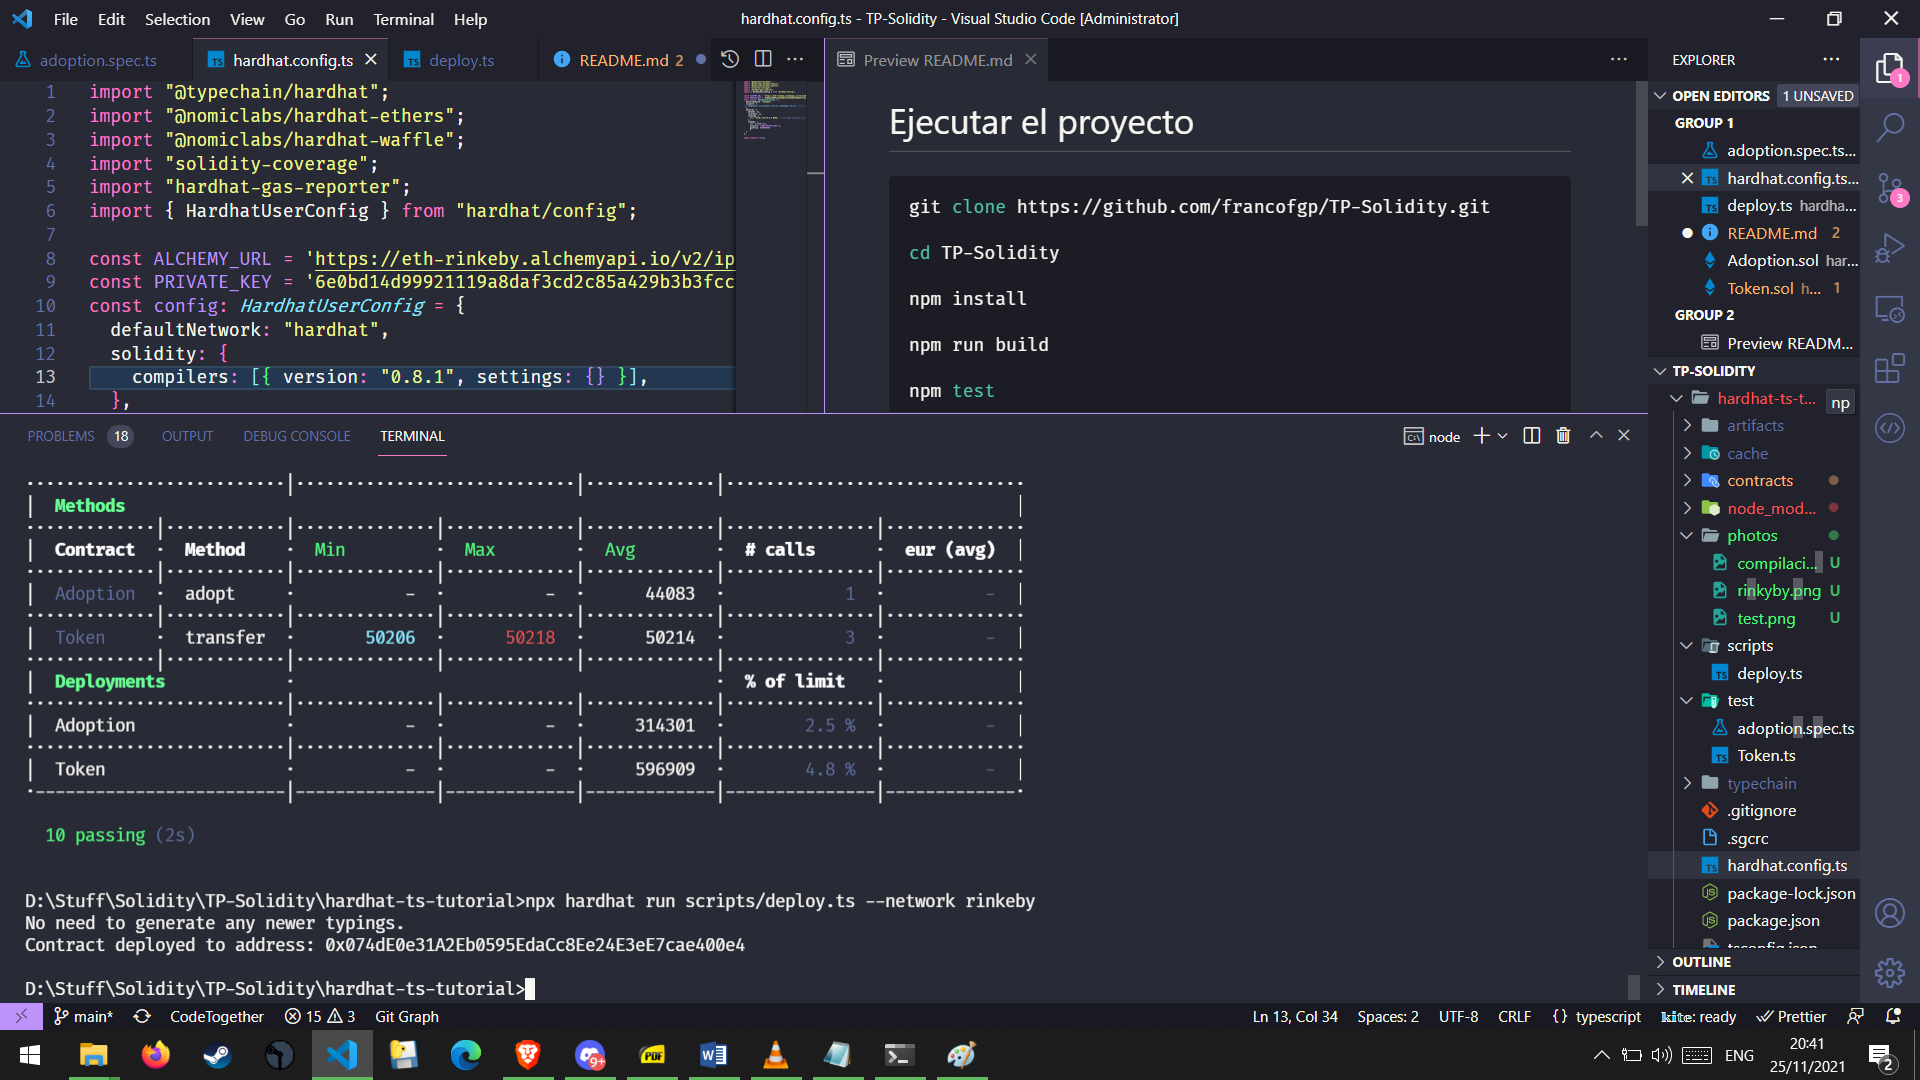 File Edit Selection View Go Run Terminal Help
hardhat.config.ts - TP-Solidity - Visual Studio Code [Administrator]
adoption.spec.ts
hardhat.config.ts
deploy.ts
README.md 2
Preview README.md
1 import "@typechain/hardhat";
2 import "@nomiclabs/hardhat-ethers";
3 import "@nomiclabs/hardhat-waffle";
4 import "solidity-coverage";
5 import "hardhat-gas-reporter";
6 import { HardhatUserConfig } from "hardhat/config";
7
8 const ALCHEMY_URL = 'https://eth-rinkeby.alchemyapi.io/v2/ip
9 const PRIVATE_KEY = '6e0bd14d99921119a8daf3cd2c85a429b3b3fcc
10 const config: HardhatUserConfig = {
11 defaultNetwork: "hardhat",
12 solidity: {
13 compilers: [{ version: "0.8.1", settings: {} }],
14 },
Ejecutar el proyecto
git clone https://github.com/francofgp/TP-Solidity.git
cd TP-Solidity
npm install
npm run build
npm test
PROBLEMS 18 OUTPUT DEBUG CONSOLE TERMINAL
node
Methods
Contract Method Min Max Avg # calls eur (avg)
Adoption adopt - - 44083 1 -
Token transfer 50206 50218 50214 3 -
Deployments % of limit
Adoption - - 314301 2.5 % -
Token - - 596909 4.8 % -
10 passing (2s)
D:\Stuff\Solidity\TP-Solidity\hardhat-ts-tutorial>npx hardhat run scripts/deploy.ts --network rinkeby
No need to generate any newer typings.
Contract deployed to address: 0x074dE0e31A2Eb0595EdaCc8Ee24E3eE7cae400e4
D:\Stuff\Solidity\TP-Solidity\hardhat-ts-tutorial>
EXPLORER
OPEN EDITORS 1 UNSAVED
GROUP 1
adoption.spec.ts...
hardhat.config.ts...
deploy.ts hardha...
README.md 2
Adoption.sol har...
Token.sol h... 1
GROUP 2
Preview READM...
TP-SOLIDITY
hardhat-ts-t...
np
artifacts
cache
contracts
node_mod...
photos
compilaci... U
rinkyby.png U
test.png U
scripts
deploy.ts
test
adoption.spec.ts
Token.ts
typechain
.gitignore
.sgcrc
hardhat.config.ts
package-lock.json
package.json
tsconfig.json
OUTLINE
TIMELINE
1
3
main* CodeTogether 15 3 Git Graph
Ln 13, Col 34 Spaces: 2 UTF-8 CRLF {} typescript kite: ready Prettier
9+
PDF
ENG
20:41
25/11/2021
2